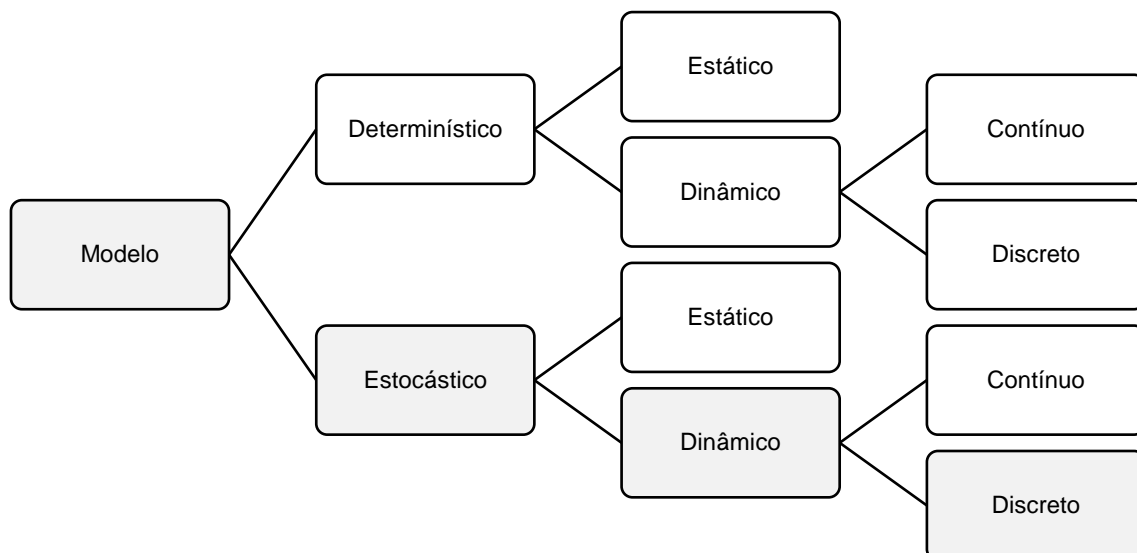 Modelo
Determinístico
Estático
Dinâmico
Contínuo
Discreto
Estocástico
Estático
Dinâmico
Contínuo
Discreto